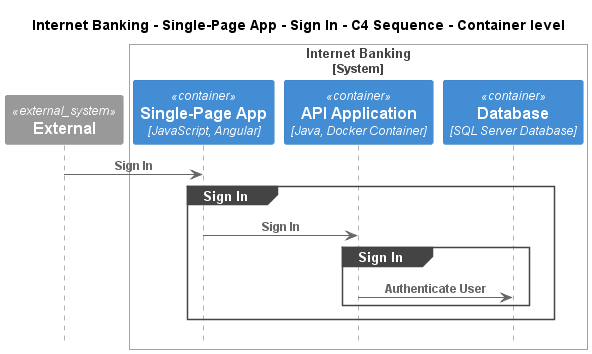 Internet Banking - Single-Page App - Sign In - C4 Sequence - Container level
Internet Banking
[System]
«external_system»
External
«container»
Single-Page App
[JavaScript, Angular]
«container»
API Application
[Java, Docker Container]
«container»
Database
[SQL Server Database]
Sign In
Sign In
Sign In
Sign In
Authenticate User